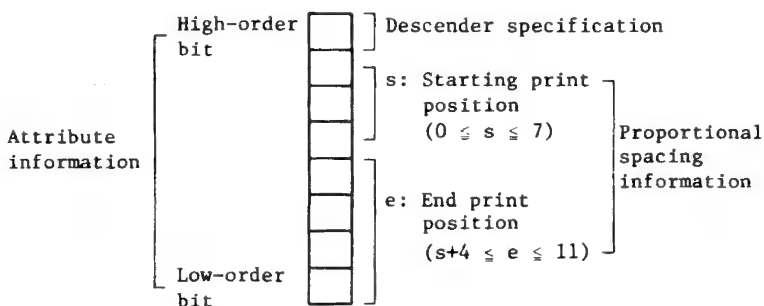 High-order
bit
Descender specification
s: Starting print
position
(0 ≦ s ≦ 7)
Attribute
information
Proportional
spacing
information
e: End print
position
(s+4 ≦ e ≦ 11)
Low-order
bit